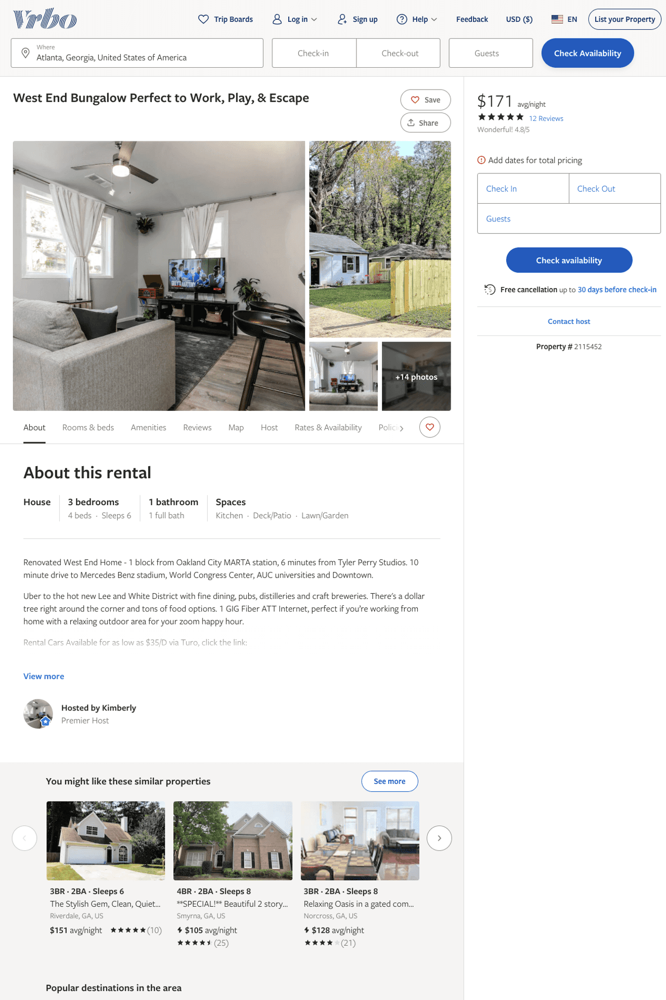 Vrbo
Trip Boards
Log in
Sign up
Help
Feedback
USD ($)
EN
List your Property
Where
Atlanta, Georgia, United States of America
Check-in
Check-out
Guests
Check Availability
West End Bungalow Perfect to Work, Play, & Escape
Save
Share
$171 avg/night
12 Reviews
Wonderful! 4.8/5
Add dates for total pricing
Check In
Check Out
Guests
Check availability
Free cancellation up to 30 days before check-in
Contact host
Property # 2115452
GREY'S ANATOMY
+14 photos
About
Rooms & beds
Amenities
Reviews
Map
Host
Rates & Availability
Polici
About this rental
House
3 bedrooms
4 beds · Sleeps 6
1 bathroom
1 full bath
Spaces
Kitchen · Deck/Patio · Lawn/Garden
Renovated West End Home - 1 block from Oakland City MARTA station, 6 minutes from Tyler Perry Studios. 10
minute drive to Mercedes Benz stadium, World Congress Center, AUC universities and Downtown.
Uber to the hot new Lee and White District with fine dining, pubs, distilleries and craft breweries. There's a dollar
tree right around the corner and tons of food options. 1 GIG Fiber ATT Internet, perfect if you're working from
home with a relaxing outdoor area for your zoom happy hour.
Rental Cars Available for as low as $35/D via Turo, click the link:
View more
Hosted by Kimberly
Premier Host
You might like these similar properties
See more
3BR · 2BA · Sleeps 6
The Stylish Gem, Clean, Quiet...
Riverdale, GA, US
$151 avg/night
(10)
4BR · 2BA · Sleeps 8
**SPECIAL!** Beautiful 2 story...
Smyrna, GA, US
$105 avg/night
(25)
3BR · 2BA · Sleeps 8
Relaxing Oasis in a gated com...
Norcross, GA, US
$128 avg/night
(21)
Popular destinations in the area